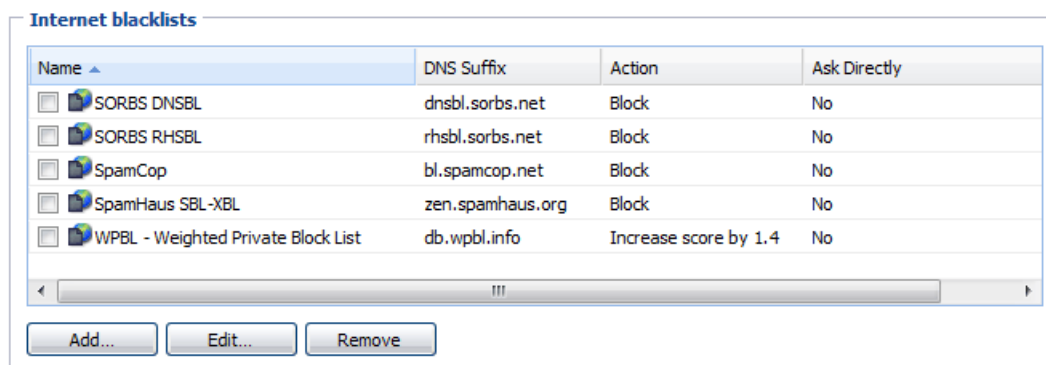 Internet blacklists
Name DNS Suffix Action Ask Directly
SORBS DNSBL dnsbl.sorbs.net Block No
SORBS RHSBL rhsbl.sorbs.net Block No
SpamCop bl.spamcop.net Block No
SpamHaus SBL-XBL zen.spamhaus.org Block No
WPBL - Weighted Private Block List db.wpbl.info Increase score by 1.4 No
Add... Edit... Remove